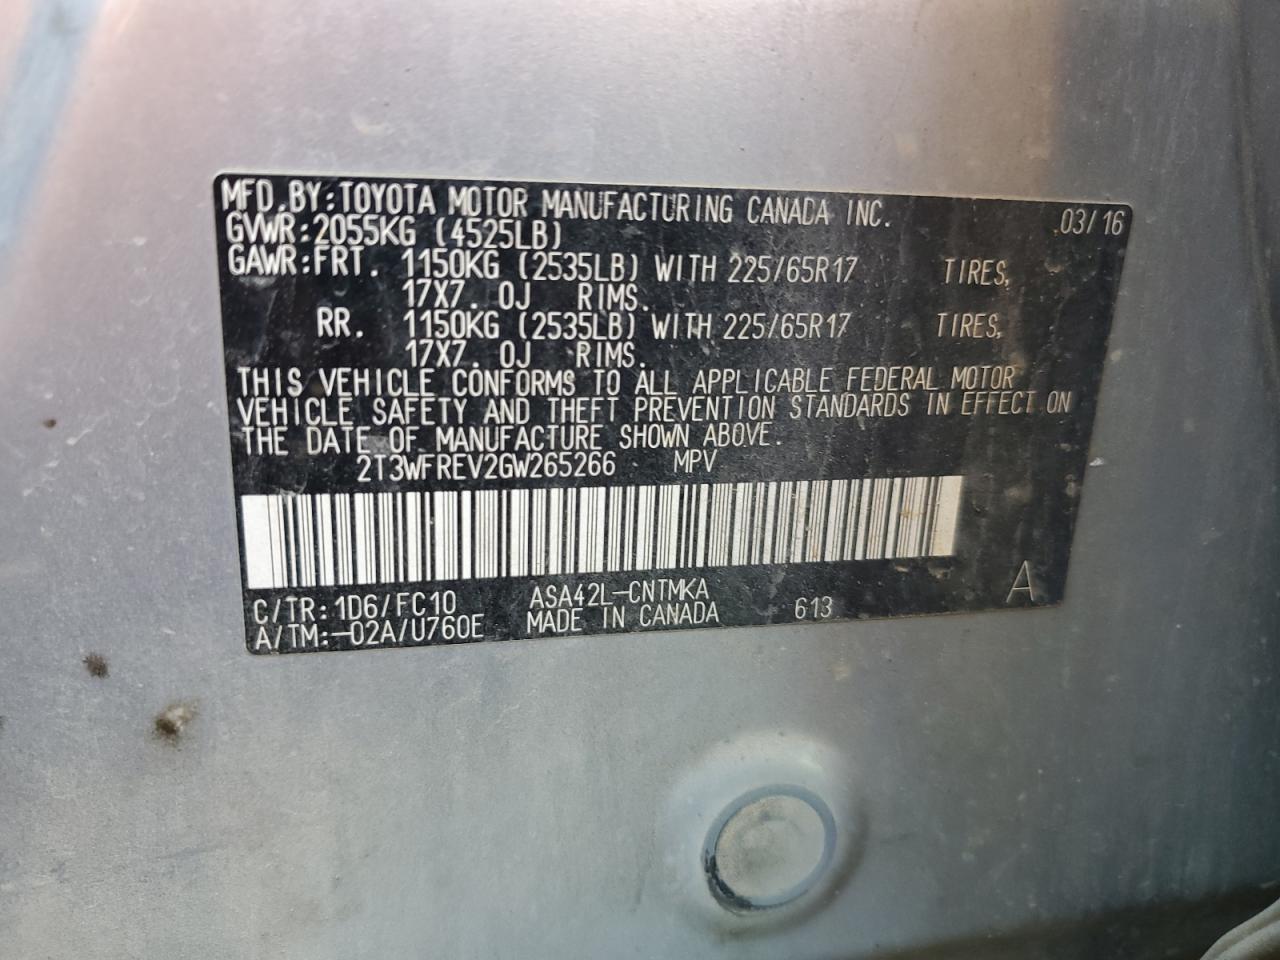 MFD.BY:TOYOTA MOTOR MANUFACTURING CANADA INC. 03/16
GVWR:2055KG (4525LB)
GAWR:FRT. 1150KG (2535LB) WITH 225/65R17 TIRES,
17X7.0J RIMS.
RR. 1150KG (2535LB) WITH 225/65R17 TIRES,
17X7.0J RIMS.
THIS VEHICLE CONFORMS TO ALL APPLICABLE FEDERAL MOTOR
VEHICLE SAFETY AND THEFT PREVENTION STANDARDS IN EFFECT ON
THE DATE OF MANUFACTURE SHOWN ABOVE.
2T3WFREV2GW265266 MPV
C/TR:1D6/FC10 ASA42L-CNTMKA 613 A
A/TM:-02A/U760E MADE IN CANADA